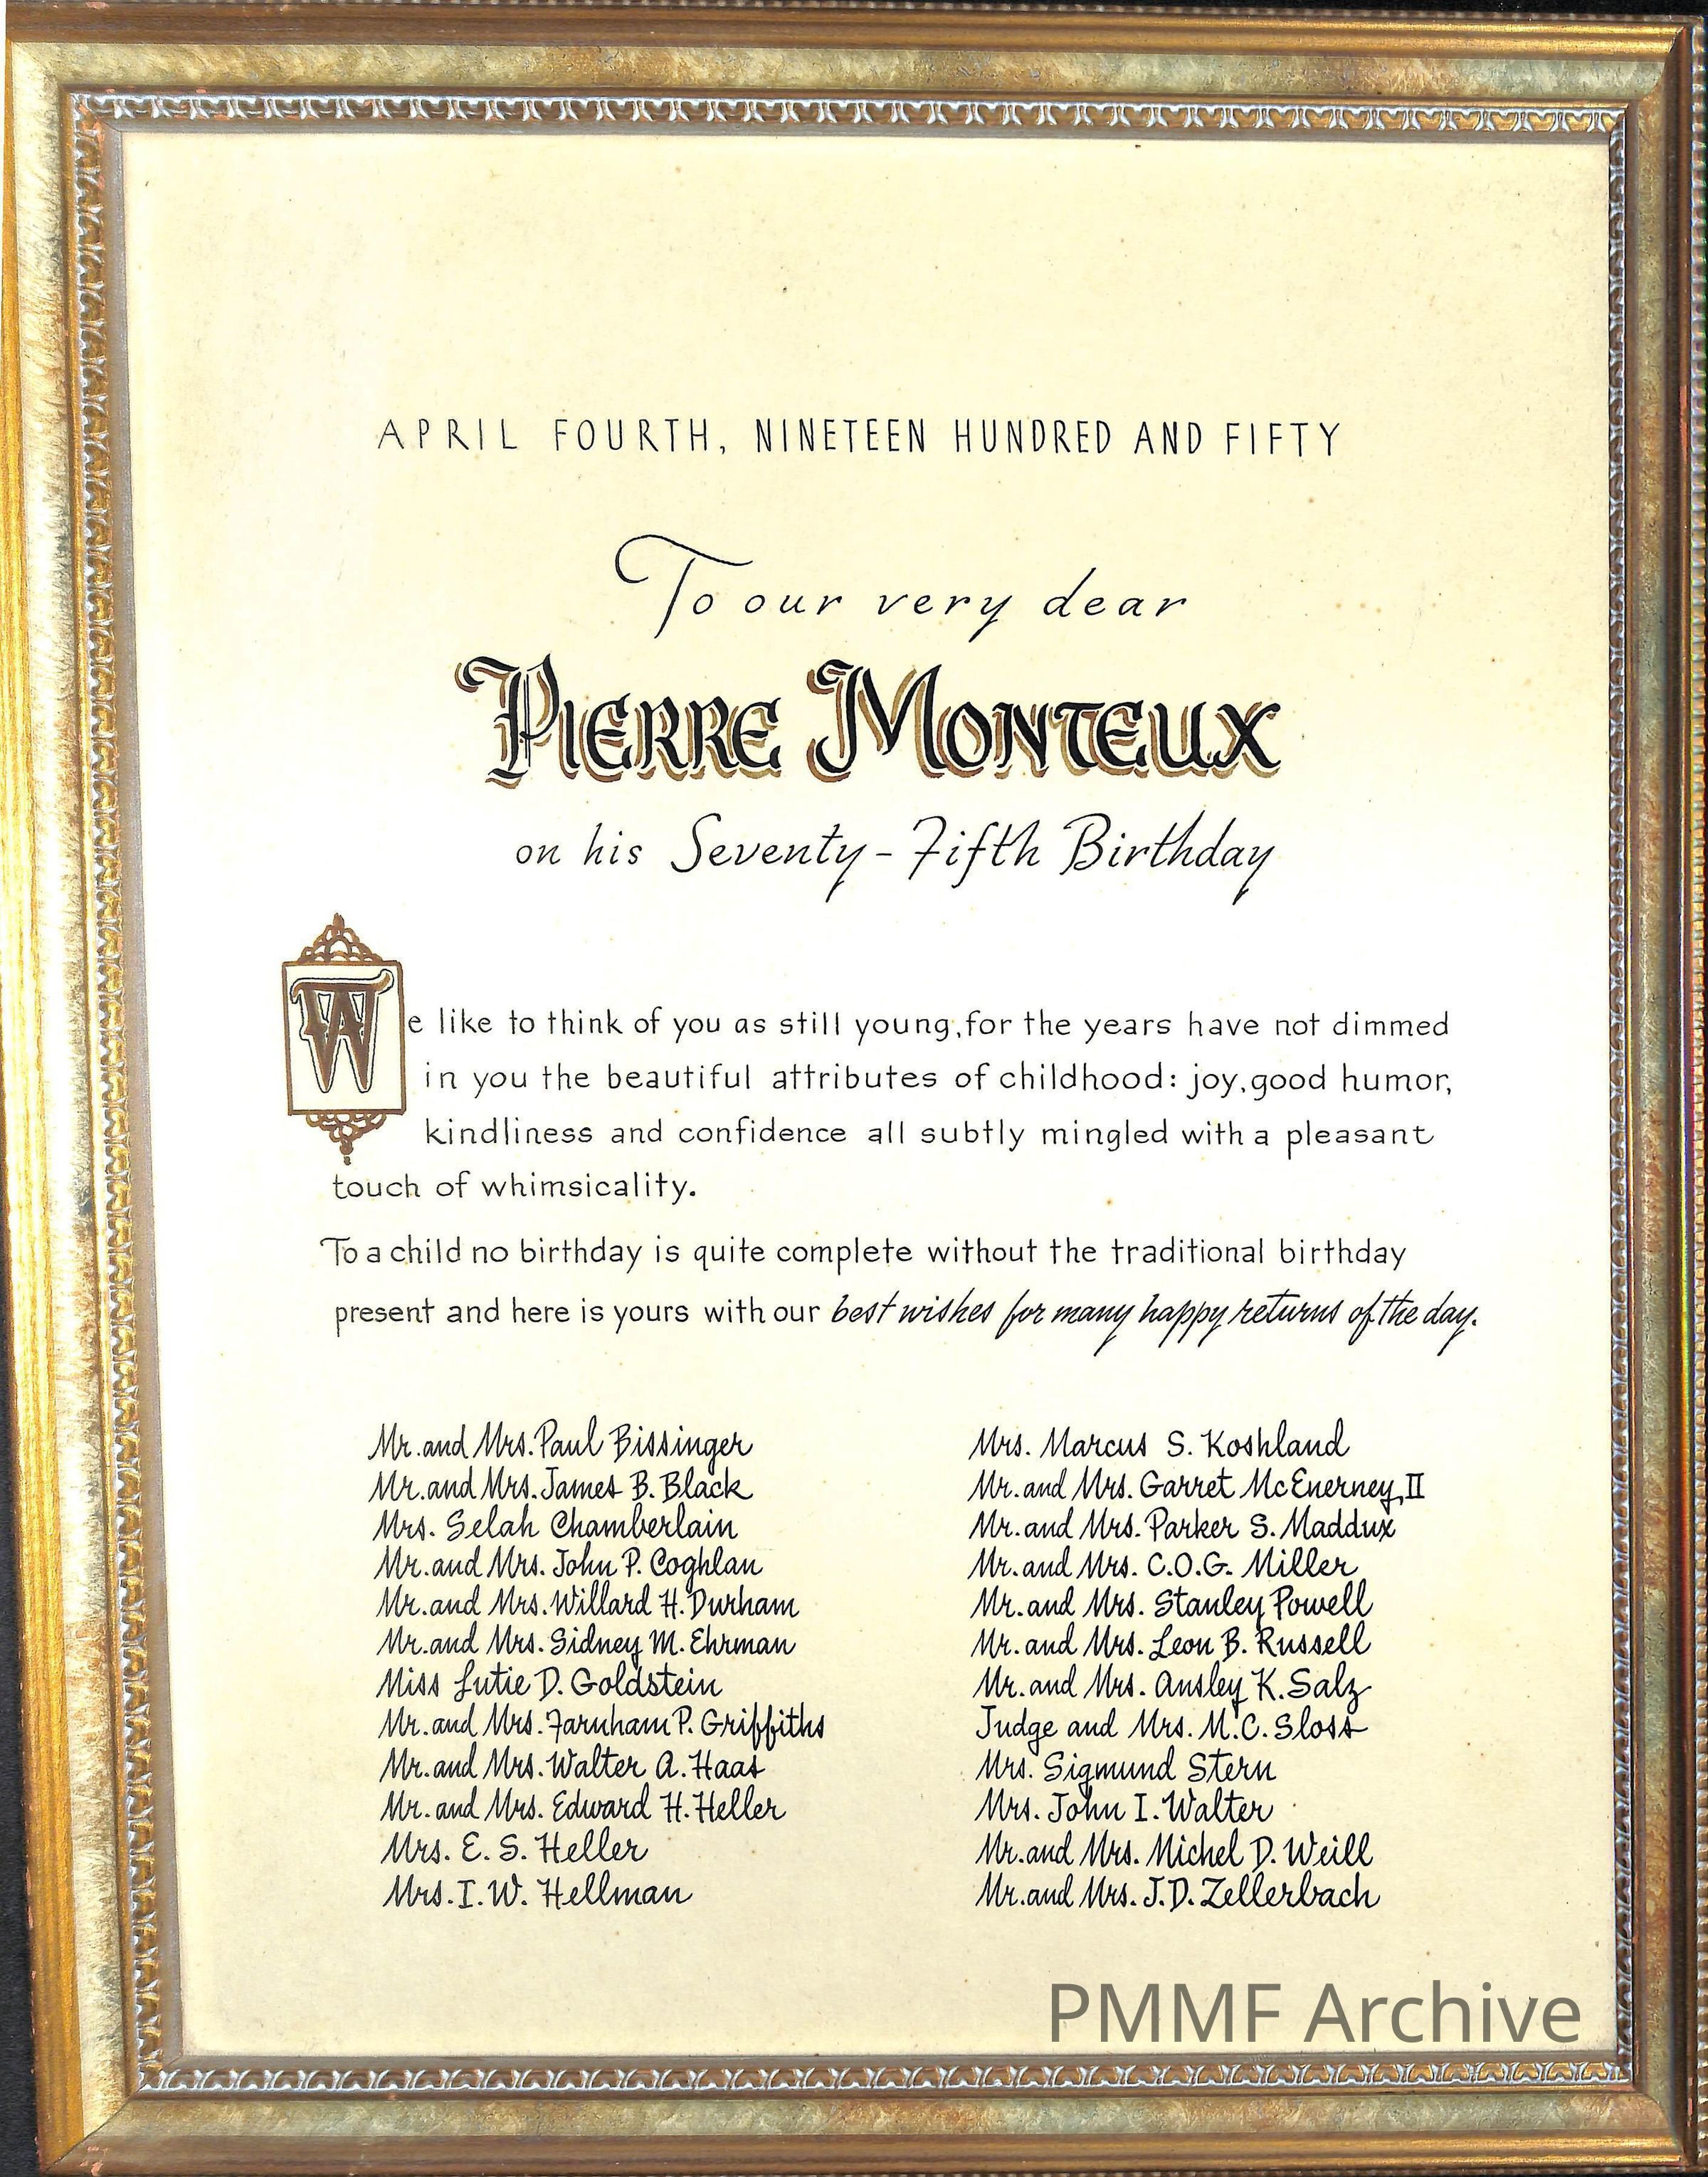 APRIL FOURTH, NINETEEN HUNDRED AND FIFTY
To our very dear
PIERRE MONTEUX
on his Seventy-Fifth Birthday
We like to think of you as still young, for the years have not dimmed
in you the beautiful attributes of childhood: joy, good humor,
kindliness and confidence all subtly mingled with a pleasant
touch of whimsicality.
To a child no birthday is quite complete without the traditional birthday
present and here is yours with our best wishes for many happy returns of the day.
Mr. and Mrs. Paul Bissinger
Mr. and Mrs. James B. Black
Mrs. Selah Chamberlain
Mr. and Mrs. John P. Coghlan
Mr. and Mrs. Willard H. Durham
Mr. and Mrs. Sidney M. Ehrman
Miss Lutie D. Goldstein
Mr. and Mrs. Farnham P. Griffiths
Mr. and Mrs. Walter A. Haas
Mr. and Mrs. Edward H. Heller
Mrs. E. S. Heller
Mrs. I. W. Hellman
Mrs. Marcus S. Koshland
Mr. and Mrs. Garret McEnerney, II
Mr. and Mrs. Parker S. Maddux
Mr. and Mrs. C.O.G. Miller
Mr. and Mrs. Stanley Powell
Mr. and Mrs. Leon B. Russell
Mr. and Mrs. Ansley K. Salz
Judge and Mrs. M.C. Sloss
Mrs. Sigmund Stern
Mrs. John I. Walter
Mr. and Mrs. Michel D. Weill
Mr. and Mrs. J.D. Zellerbach
PMMF Archive